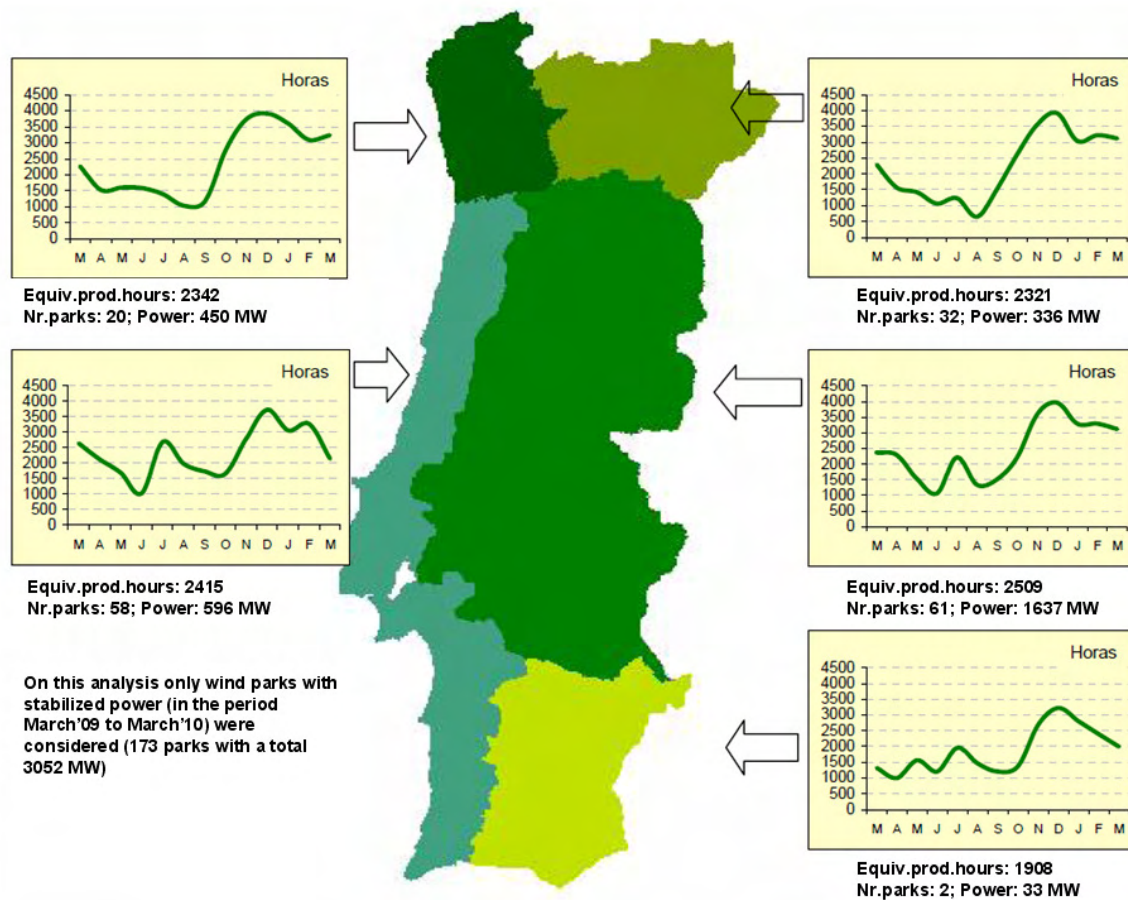 Horas
4500
4000
3500
3000
2500
2000
1500
1000
500
0
M A M J J A S O N D J F M
Equiv.prod.hours: 2342
Nr.parks: 20; Power: 450 MW
Horas
4500
4000
3500
3000
2500
2000
1500
1000
500
0
M A M J J A S O N D J F M
Equiv.prod.hours: 2321
Nr.parks: 32; Power: 336 MW
Horas
4500
4000
3500
3000
2500
2000
1500
1000
500
0
M A M J J A S O N D J F M
Equiv.prod.hours: 2415
Nr.parks: 58; Power: 596 MW
Horas
4500
4000
3500
3000
2500
2000
1500
1000
500
0
M A M J J A S O N D J F M
Equiv.prod.hours: 2509
Nr.parks: 61; Power: 1637 MW
On this analysis only wind parks with
stabilized power (in the period
March'09 to March'10) were
considered (173 parks with a total
3052 MW)
Horas
4500
4000
3500
3000
2500
2000
1500
1000
500
0
M A M J J A S O N D J F M
Equiv.prod.hours: 1908
Nr.parks: 2; Power: 33 MW